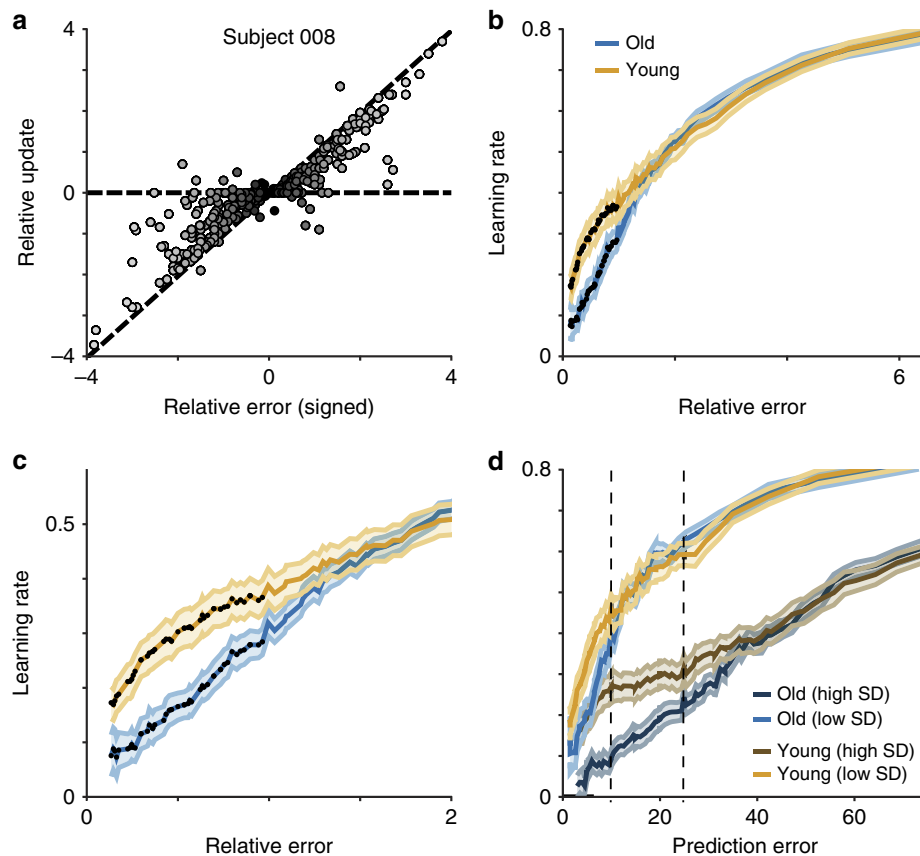 a
Subject 008
4
0
–4
Relative update
–4
0
4
Relative error (signed)
b
0.8
0
Learning rate
Old
Young
0
6
Relative error
c
0.5
0
Learning rate
0
2
Relative error
d
0.8
0
Old (high SD)
Old (low SD)
Young (high SD)
Young (low SD)
0
20
40
60
Prediction error